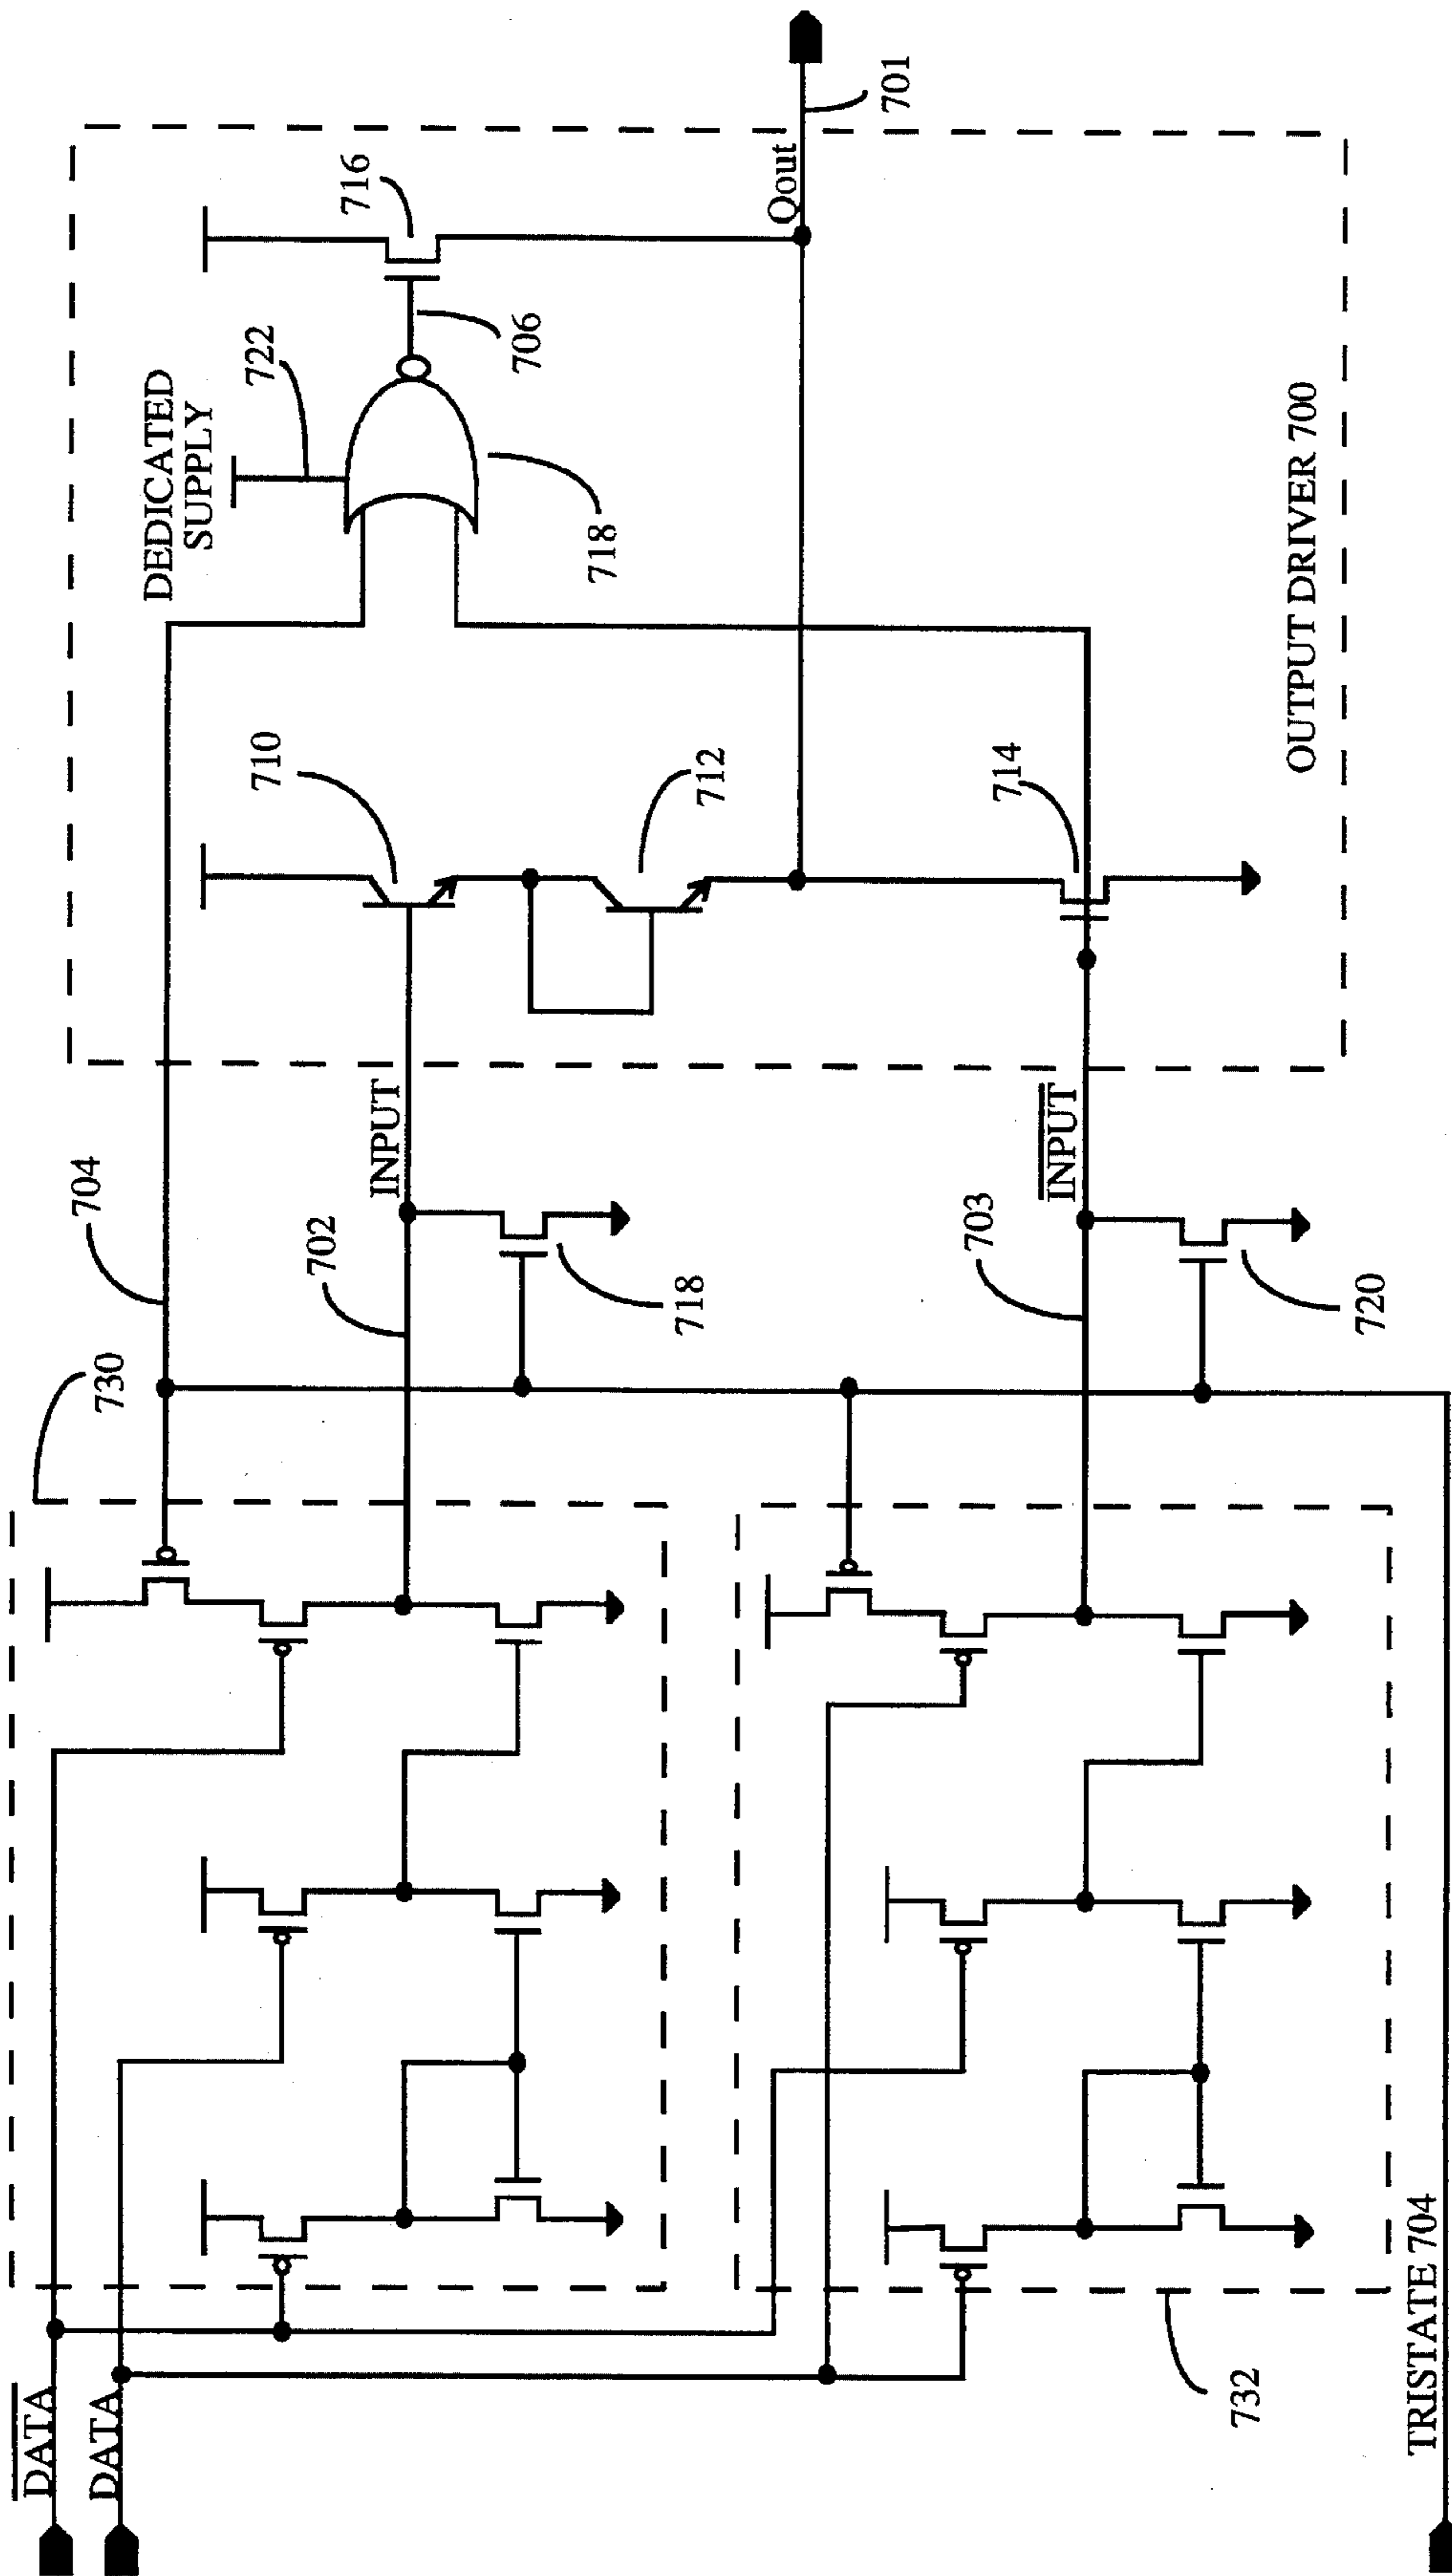 DATA
DATA
TRISTATE 704
732
730
704
702
INPUT
718
703
INPUT
720
710
712
714
DEDICATED
SUPPLY
722
718
706
716
Qout
701
OUTPUT DRIVER 700